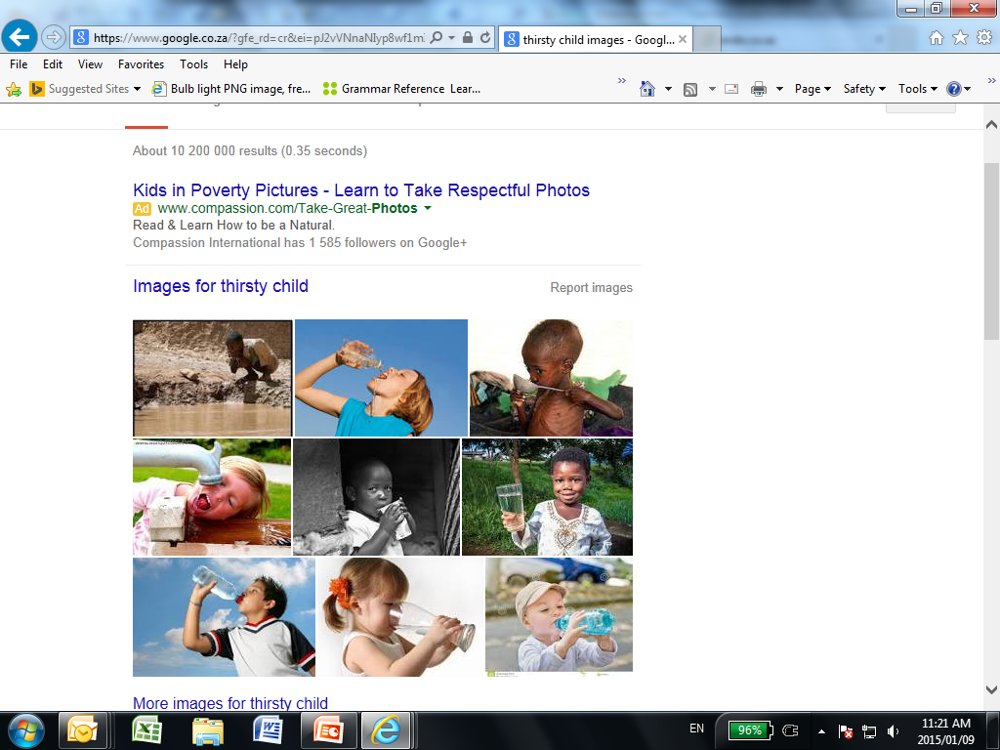 https://www.google.co.za/?gfe_rd=cr&ei=pJ2vVNnaNIyp8wf1m
thirsty child images - Googl...
File Edit View Favorites Tools Help
Suggested Sites Bulb light PNG image, fre... Grammar Reference Lear... Page Safety Tools
About 10 200 000 results (0.35 seconds)
Kids in Poverty Pictures - Learn to Take Respectful Photos
Ad www.compassion.com/Take-Great-Photos
Read & Learn How to be a Natural.
Compassion International has 1 585 followers on Google+
Images for thirsty child Report images
More images for thirsty child
EN 96% 11:21 AM
2015/01/09